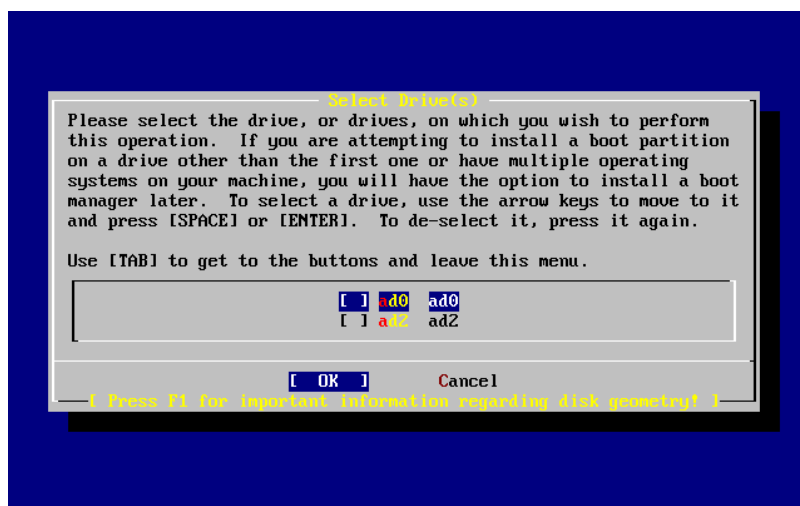 Select Drive(s)
Please select the drive, or drives, on which you wish to perform
this operation.  If you are attempting to install a boot partition
on a drive other than the first one or have multiple operating
systems on your machine, you will have the option to install a boot
manager later.  To select a drive, use the arrow keys to move to it
and press [SPACE] or [ENTER].  To de-select it, press it again.
Use [TAB] to get to the buttons and leave this menu.
[ ] ad0  ad0
[ ] ad2  ad2
[  OK  ]  Cancel
[ Press F1 for important information regarding disk geometry! ]